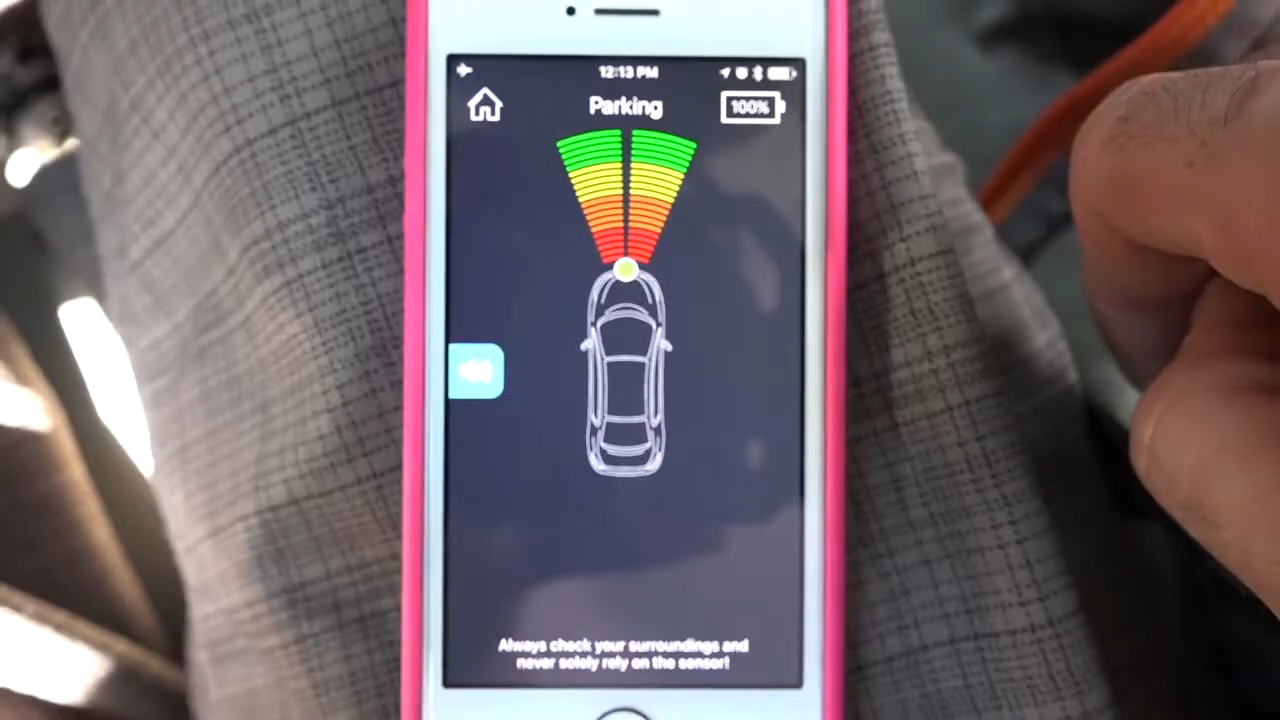 12:13 PM
Parking
100%
Always check your surroundings and
never solely rely on the sensor!